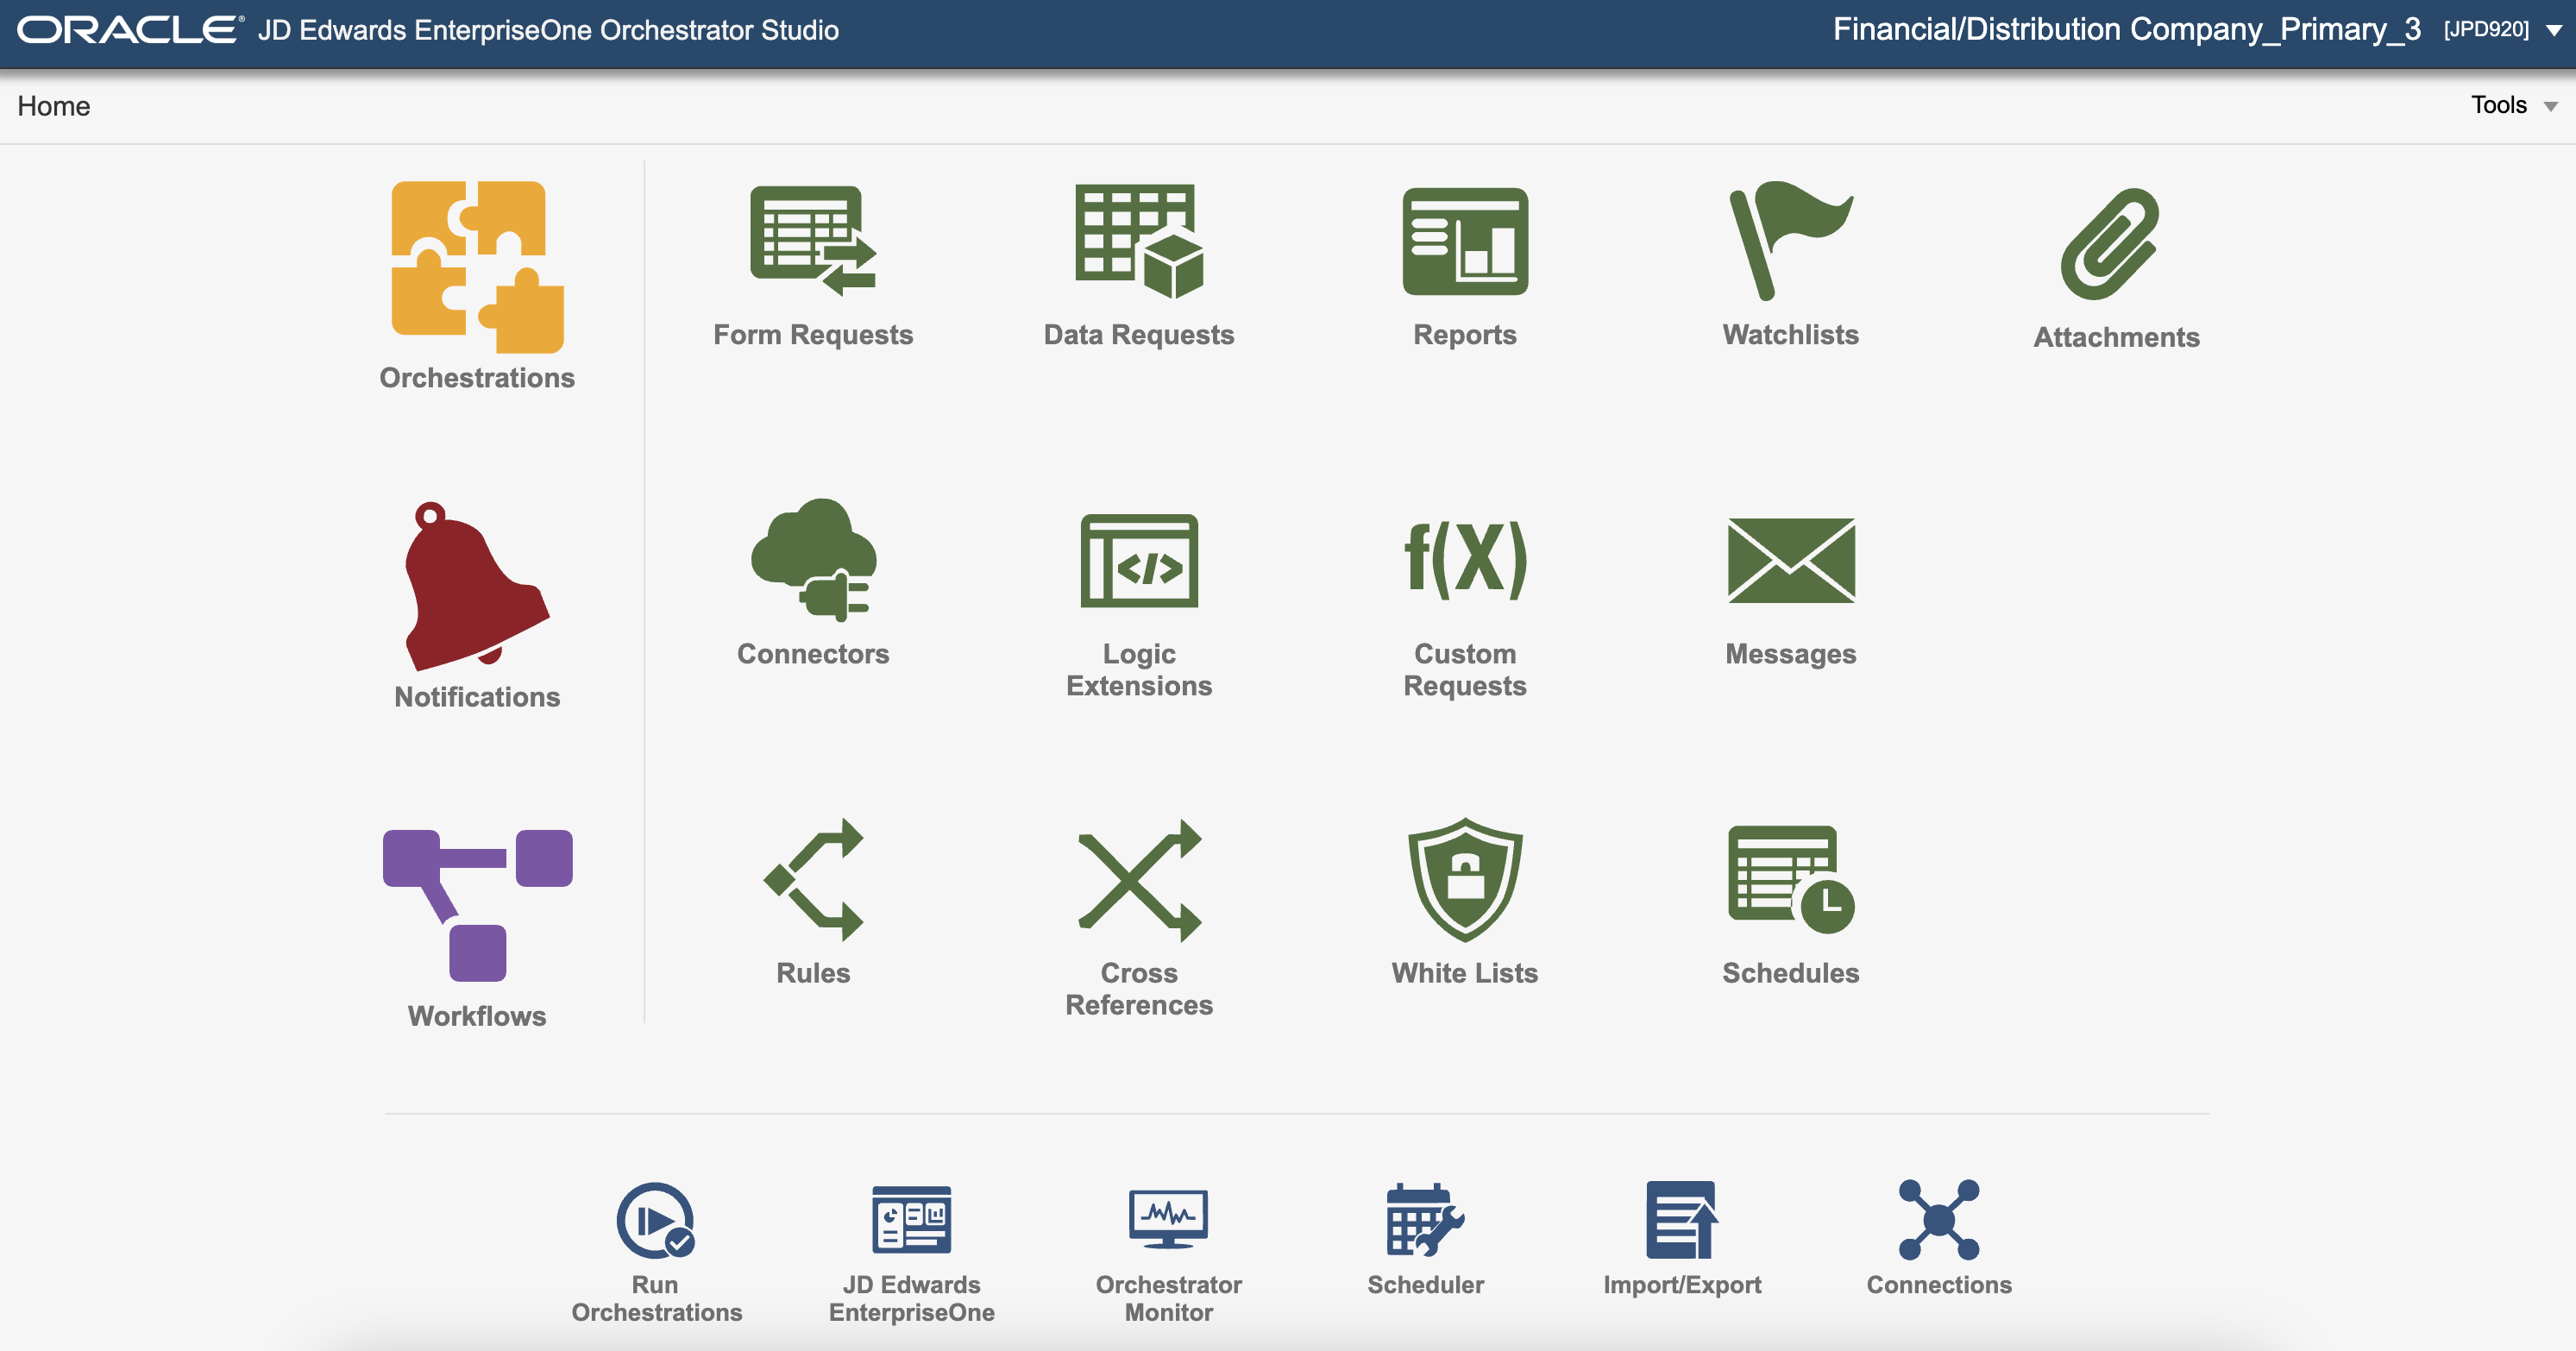 ORACLE® JD Edwards EnterpriseOne Orchestrator Studio
Financial/Distribution Company_Primary_3 [JPD920]
Home
Tools
Orchestrations
Form Requests
Data Requests
Reports
Watchlists
Attachments
Notifications
Connectors
</>
Logic
Extensions
f(X)
Custom
Requests
Messages
Workflows
Rules
Cross
References
White Lists
Schedules
Run
Orchestrations
JD Edwards
EnterpriseOne
Orchestrator
Monitor
Scheduler
Import/Export
Connections